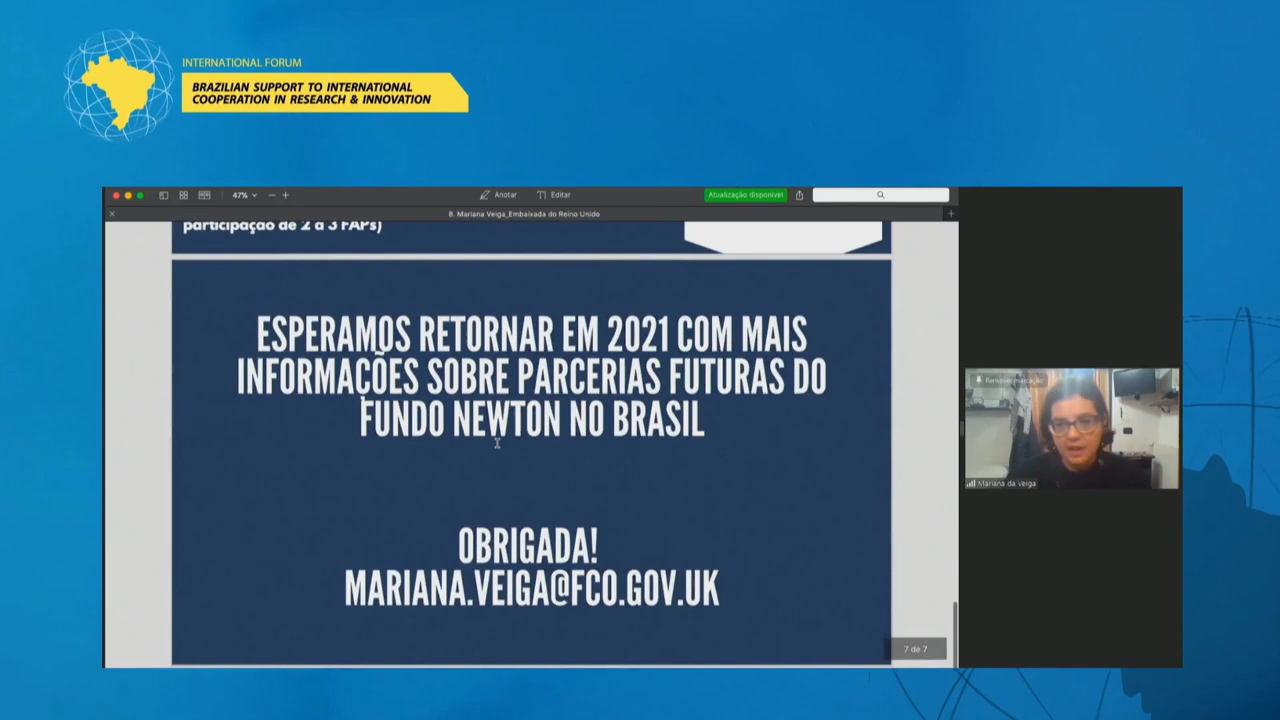 INTERNATIONAL FORUM
BRAZILIAN SUPPORT TO INTERNATIONAL
COOPERATION IN RESEARCH & INNOVATION
47%
Anotar
Editar
Atualização disponível
8. Mariana Veiga_Embaixada do Reino Unido
participação de 2 a 3 FAPs)
ESPERAMOS RETORNAR EM 2021 COM MAIS
INFORMAÇÕES SOBRE PARCERIAS FUTURAS DO
FUNDO NEWTON NO BRASIL
OBRIGADA!
MARIANA.VEIGA@FCO.GOV.UK
7 de 7
Remover marcação
Mariana da Veiga